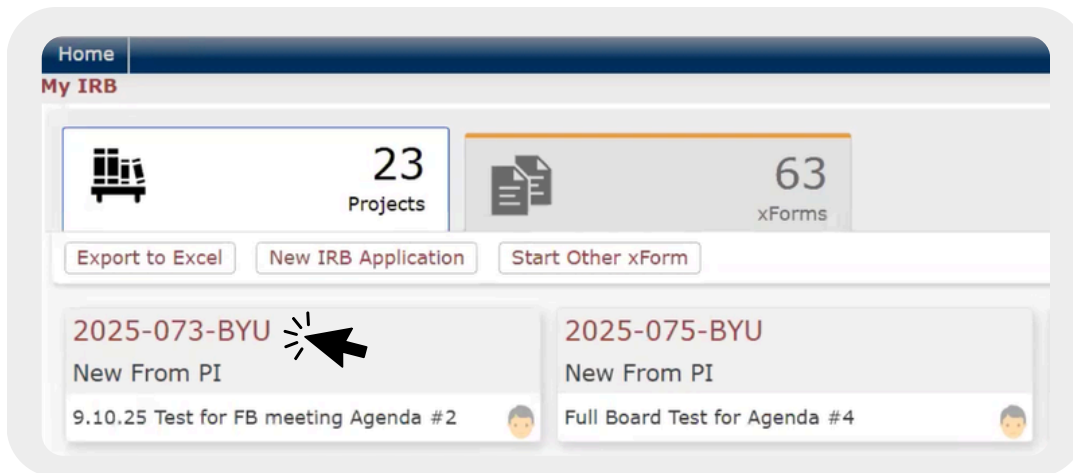 Home
My IRB
23
Projects
63
xForms
Export to Excel
New IRB Application
Start Other xForm
2025-073-BYU
New From PI
9.10.25 Test for FB meeting Agenda #2
2025-075-BYU
New From PI
Full Board Test for Agenda #4